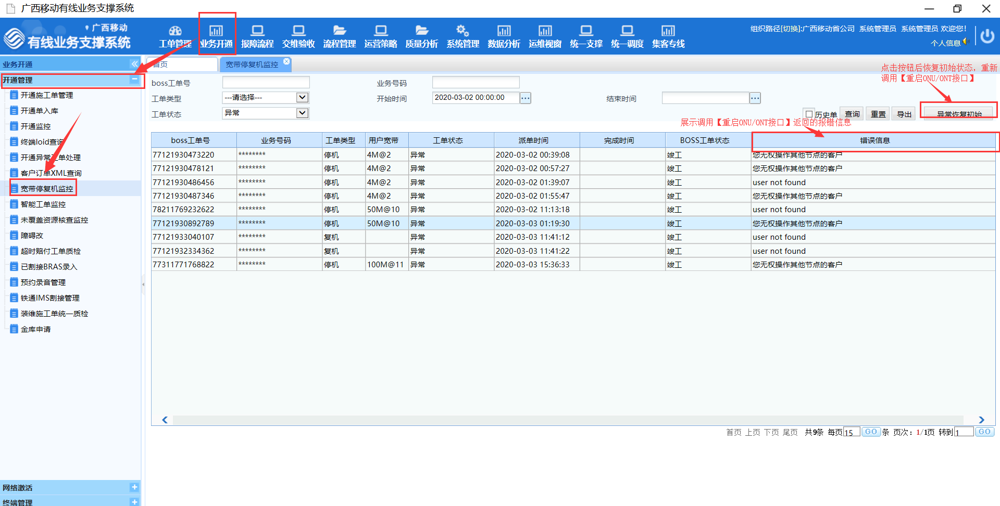 广西移动有线业务支撑系统
广西移动
有线业务支撑系统
工单管理 业务开通 报障流程 交维验收 流程管理 运营策略 质量分析 系统管理 数据分析 运维视窗 统一支撑 统一调度 集客专线
组织路径[切换]:广西移动省公司 系统管理员 系统管理员 欢迎您！
个人信息
业务开通
首页 宽带停复机监控
开通管理
开通施工单管理
开通单入库
开通监控
终端loid查询
开通异常工单处理
客户订单XML查询
宽带停复机监控
智能工单监控
未覆盖资源核查监控
障碍改
超时赔付工单质检
已割接BRAS录入
预约录音管理
铁通IMS割接管理
装维施工单统一质检
金库申请
网络激活
终端管理
点击按钮后恢复初始状态，重新
调用【重启ONU/ONT接口】
boss工单号 业务号码
工单类型 ---请选择--- 开始时间 2020-03-02 00:00:00 结束时间
工单状态 异常
历史单 查询 重置 导出 异常恢复初始
展示调用【重启ONU/ONT接口】返回的报错信息
boss工单号 业务号码 工单类型 用户宽带 工单状态 派单时间 完成时间 BOSS工单状态 错误信息
77121930473220 ******** 停机 4M@2 异常 2020-03-02 00:39:08 竣工 您无权操作其他节点的客户
77121930478121 ******** 停机 4M@2 异常 2020-03-02 00:57:27 竣工 您无权操作其他节点的客户
77121930486456 ******** 停机 4M@2 异常 2020-03-02 01:39:07 竣工 user not found
77121930487346 ******** 停机 4M@2 异常 2020-03-02 01:55:47 竣工 您无权操作其他节点的客户
78211769232622 ******** 停机 50M@10 异常 2020-03-02 11:13:18 竣工 user not found
77121930892789 ******** 停机 50M@10 异常 2020-03-03 01:19:30 竣工 您无权操作其他节点的客户
77121933040107 ******** 复机 异常 2020-03-03 11:41:12 竣工 user not found
77121932334362 ******** 复机 异常 2020-03-03 11:41:22 竣工 user not found
77311771768822 ******** 停机 100M@11 异常 2020-03-03 15:36:33 竣工 您无权操作其他节点的客户
首页 上页 下页 尾页 共9条 每页 15 GO 条 页次：1/1页 转到 1 GO